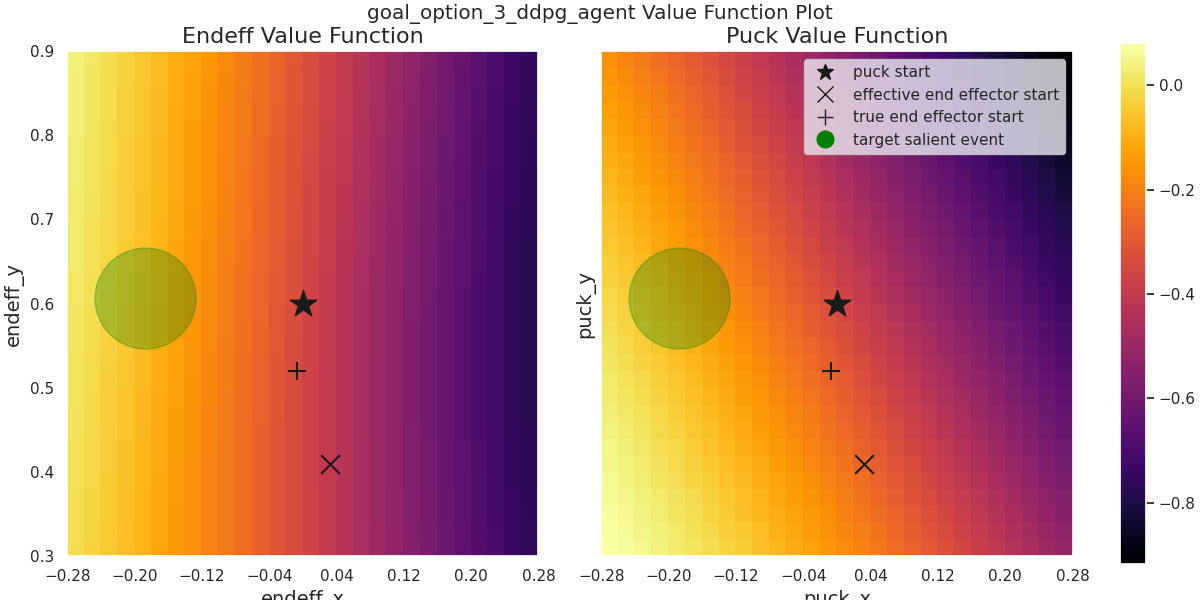 goal_option_3_ddpg_agent Value Function Plot
Endeff Value Function
Puck Value Function
0.9
0.8
0.7
0.6
0.5
0.4
0.3
endeff_y
−0.28 −0.20 −0.12 −0.04 0.04 0.12 0.20 0.28
endeff_x
puck_y
puck start
effective end effector start
true end effector start
target salient event
−0.28 −0.20 −0.12 −0.04 0.04 0.12 0.20 0.28
puck_x
0.0
−0.2
−0.4
−0.6
−0.8